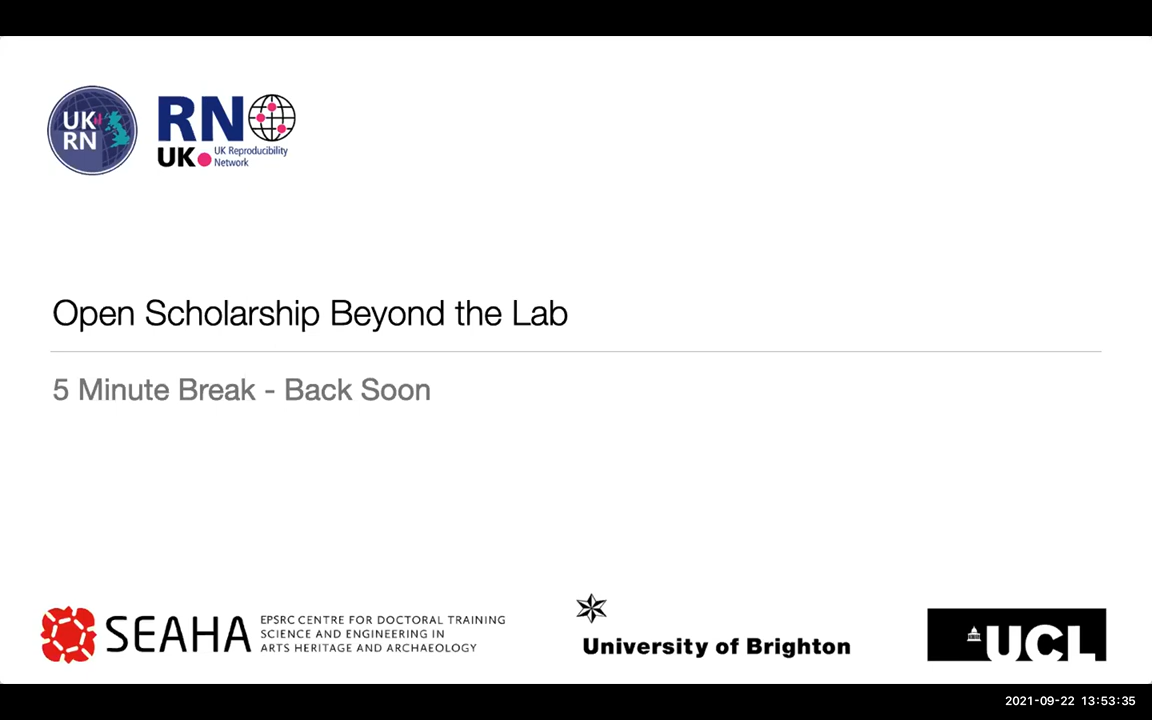 UK
RN
RN
UK
UK Reproducibility
Network
Open Scholarship Beyond the Lab
5 Minute Break - Back Soon
SEAHA
EPSRC CENTRE FOR DOCTORAL TRAINING
SCIENCE AND ENGINEERING IN
ARTS HERITAGE AND ARCHAEOLOGY
University of Brighton
UCL
2021-09-22 13:53:35